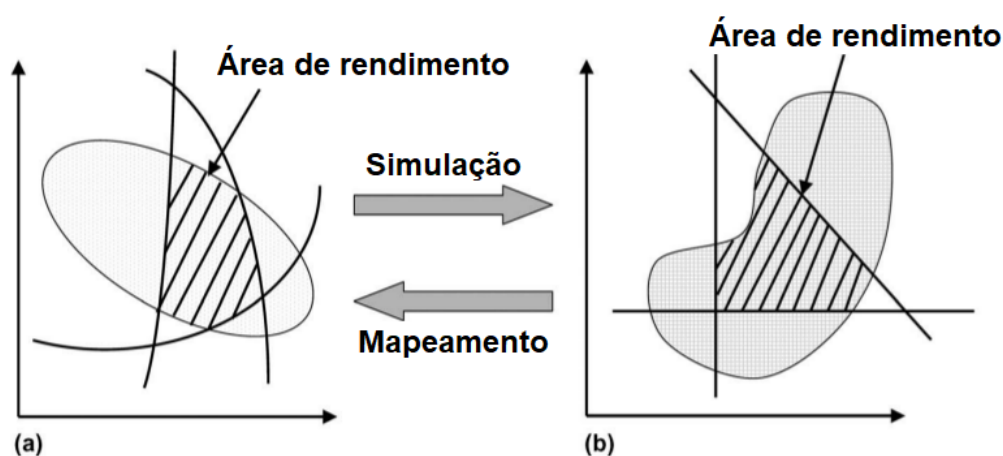 Área de rendimento
Área de rendimento
Simulação
Mapeamento
(a)
(b)